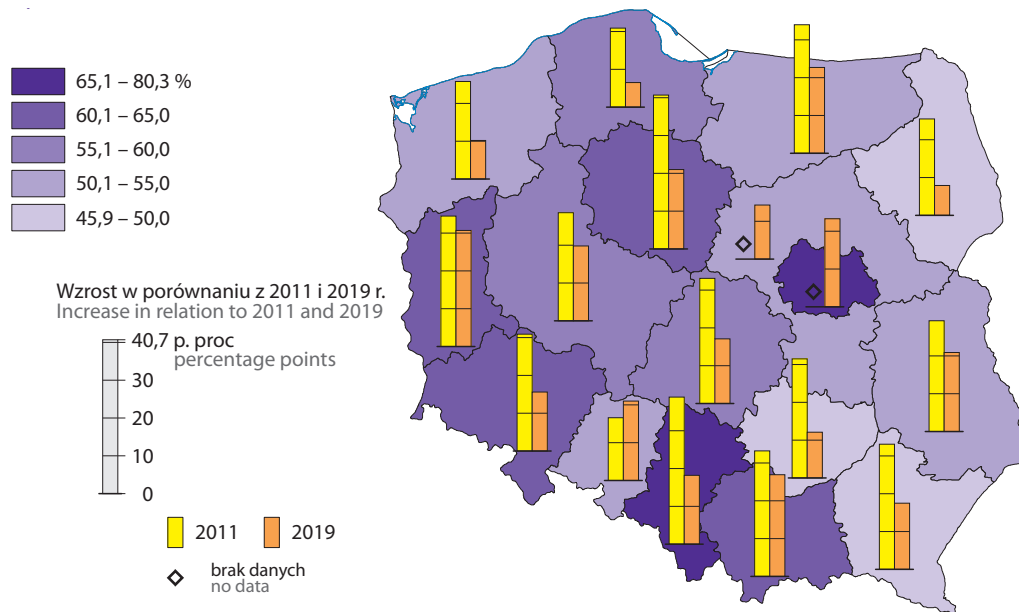 65,1 – 80,3 %
60,1 – 65,0
55,1 – 60,0
50,1 – 55,0
45,9 – 50,0
Wzrost w porównaniu z 2011 i 2019 r.
Increase in relation to 2011 and 2019
40,7 p. proc
percentage points
30
20
10
0
2011 2019
brak danych
no data